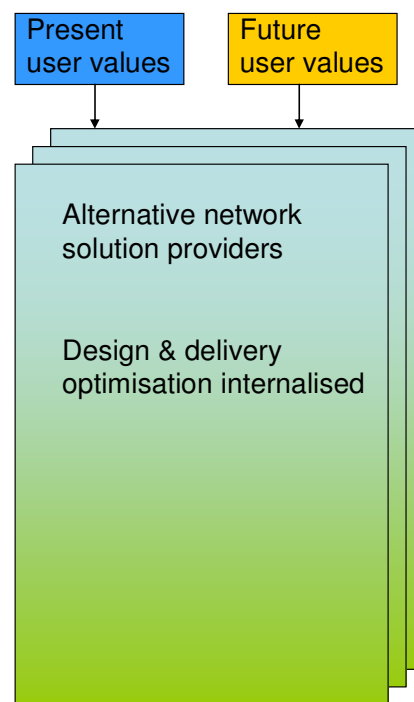 Present
user values
Future
user values
Alternative network
solution providers
Design & delivery
optimisation internalised